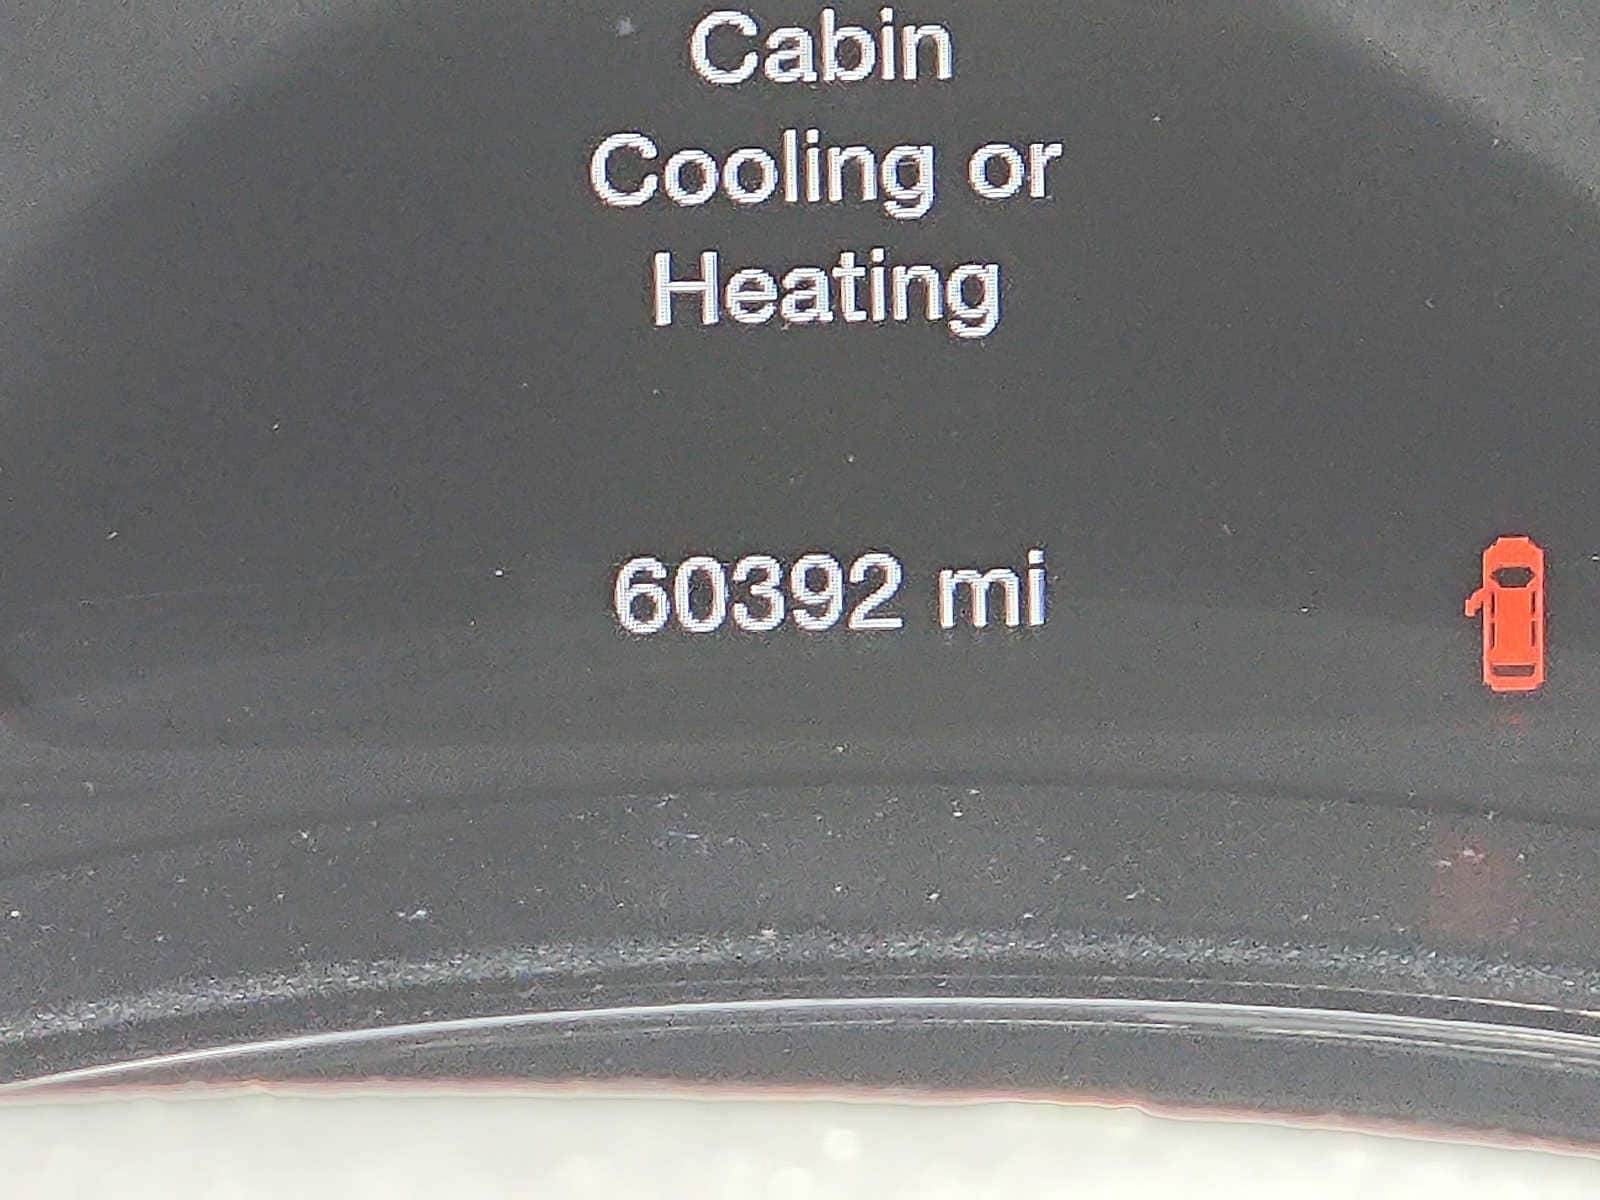 Cabin
Cooling or
Heating
60392 mi